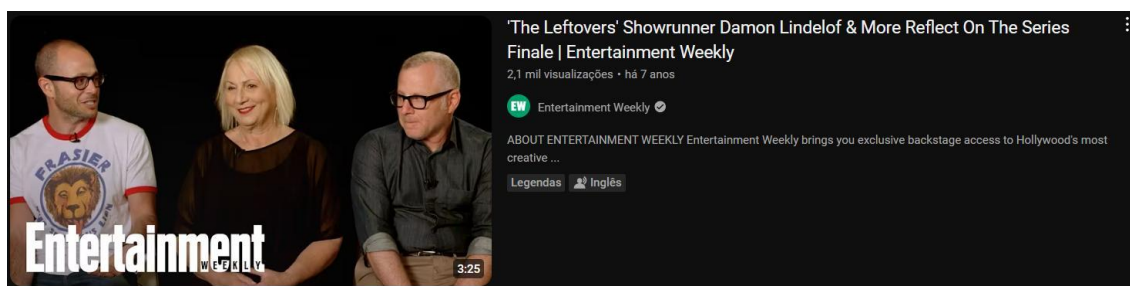 FRASIER
Entertainment
WEEKLY
3:25
'The Leftovers' Showrunner Damon Lindelof & More Reflect On The Series
Finale | Entertainment Weekly
2,1 mil visualizações • há 7 anos
EW Entertainment Weekly
ABOUT ENTERTAINMENT WEEKLY Entertainment Weekly brings you exclusive backstage access to Hollywood's most
creative ...
Legendas Inglês